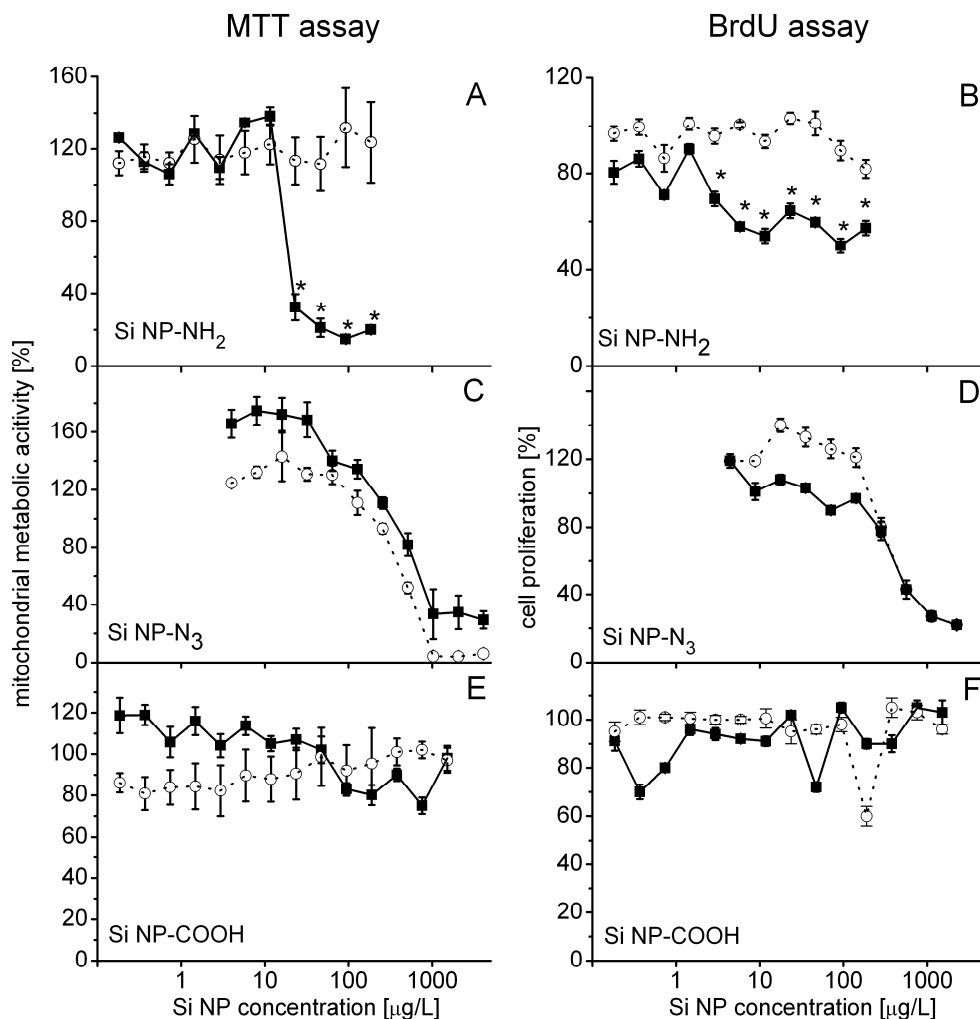 MTT assay
BrdU assay
160
120
80
40
0
A
Si NP-NH2
*
*
*
*
120
80
40
0
B
Si NP-NH2
*
*
*
*
*
*
*
mitochondrial metabolic acitivity [%]
160
120
80
40
0
C
Si NP-N3
cell proliferation [%]
120
80
40
0
D
Si NP-N3
120
100
80
60
40
20
0
E
Si NP-COOH
100
80
60
40
20
0
F
Si NP-COOH
1 10 100 1000
Si NP concentration [μg/L]
1 10 100 1000
Si NP concentration [μg/L]